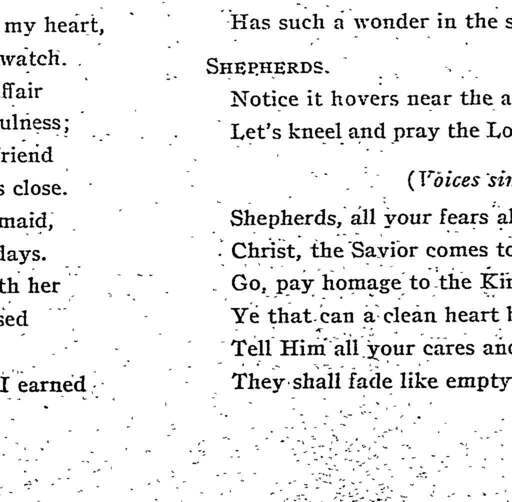 my heart,
watch.
ffair
ulness;
riend
s close.
maid,
days.
th her
sed
I earned
Has such a wonder in the s
SHEPHERDS.
Notice it hovers near the a
Let's kneel and pray the Lo
(Voices sin
Shepherds, all your fears al
Christ, the Savior comes to
Go, pay homage to the Kin
Ye that can a clean heart b
Tell Him all your cares and
They shall fade like empty